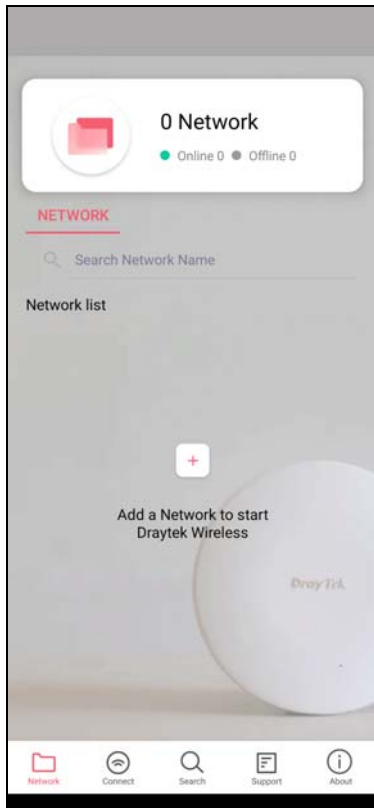 0 Network
Online 0 Offline 0
NETWORK
Search Network Name
Network list
+
Add a Network to start
Draytek Wireless
DrayTek
Network Connect Search Support About